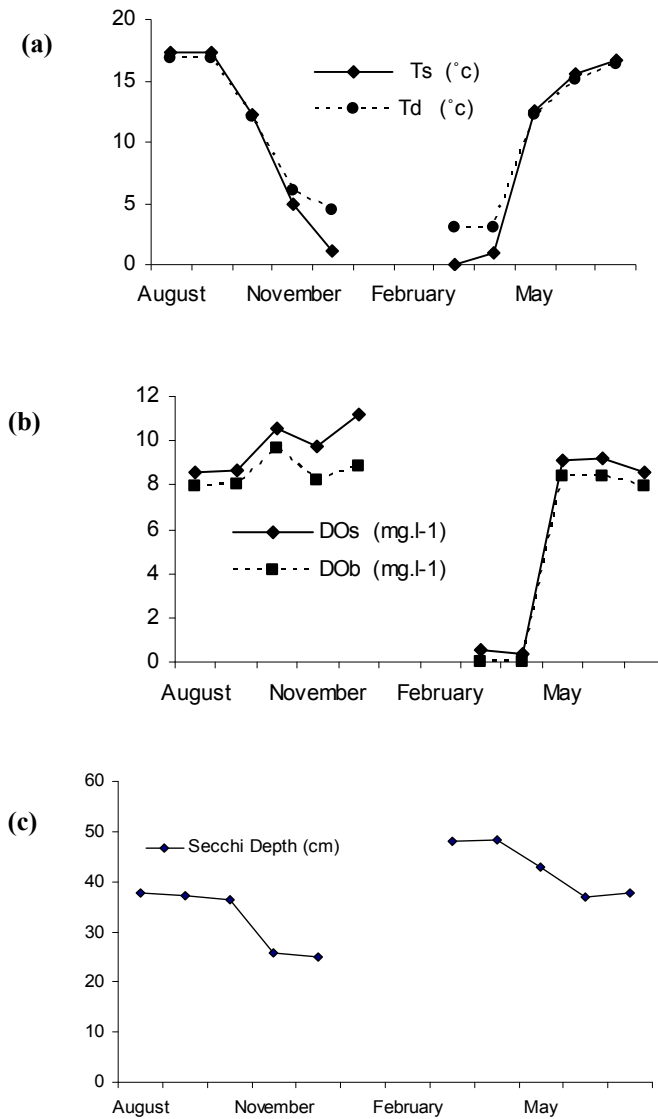 (a)
20
15
10
5
0
Ts (˚c)
Td (˚c)
August November February May
(b)
12
10
8
6
4
2
0
DOs (mg.l-1)
DOb (mg.l-1)
August November February May
(c)
60
50
40
30
20
10
0
Secchi Depth (cm)
August November February May